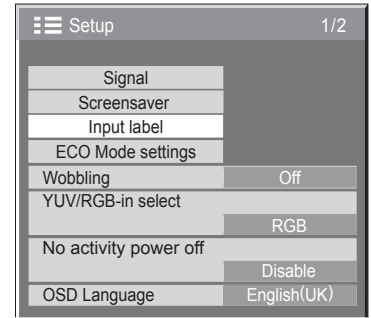 Setup 1/2
Signal
Screensaver
Input label
ECO Mode settings
Wobbling Off
YUV/RGB-in select
RGB
No activity power off
Disable
OSD Language English(UK)